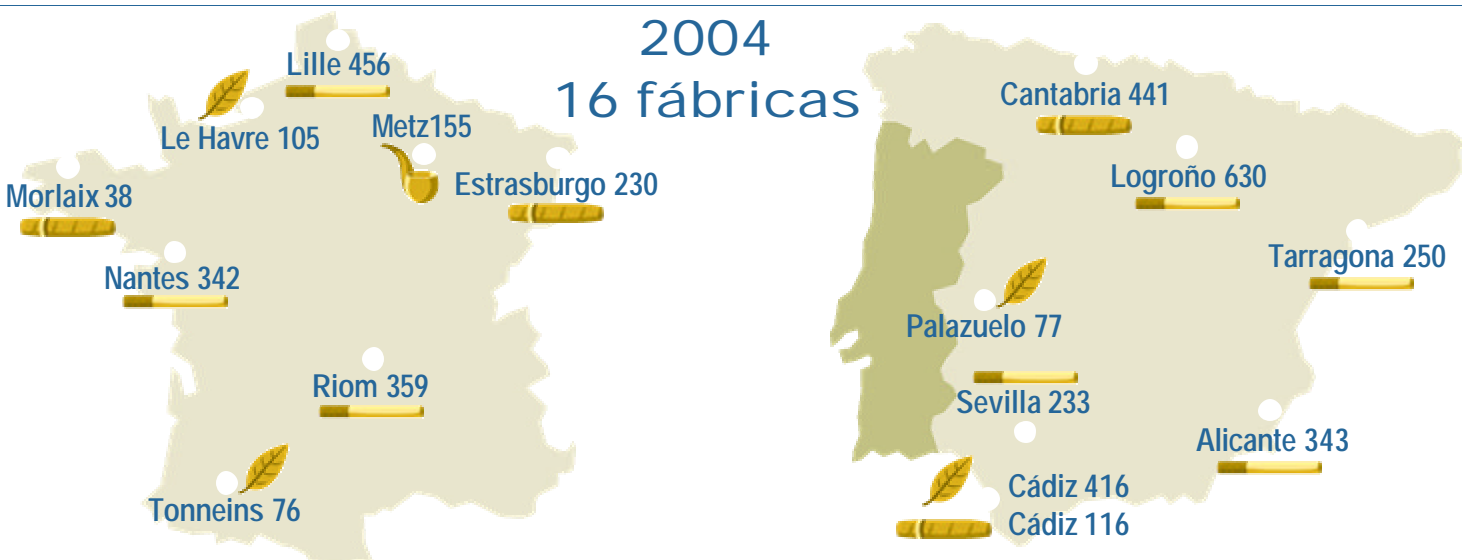 2004
16 fábricas
Lille 456
Le Havre 105
Metz155
Estrasburgo 230
Morlaix 38
Nantes 342
Riom 359
Tonneins 76
Cantabria 441
Logroño 630
Tarragona 250
Palazuelo 77
Sevilla 233
Alicante 343
Cádiz 416
Cádiz 116